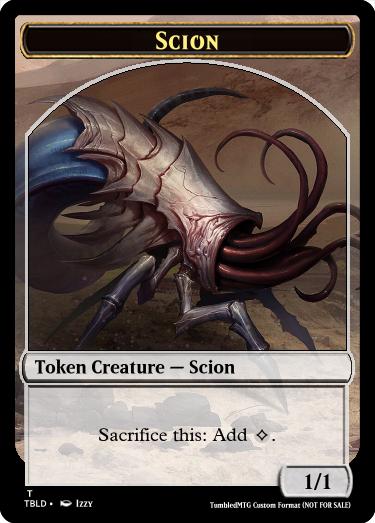 Scion
Token Creature — Scion
Sacrifice this: Add ⟡.
1/1
T
TBLD • Izzy
TumbledMTG Custom Format (NOT FOR SALE)